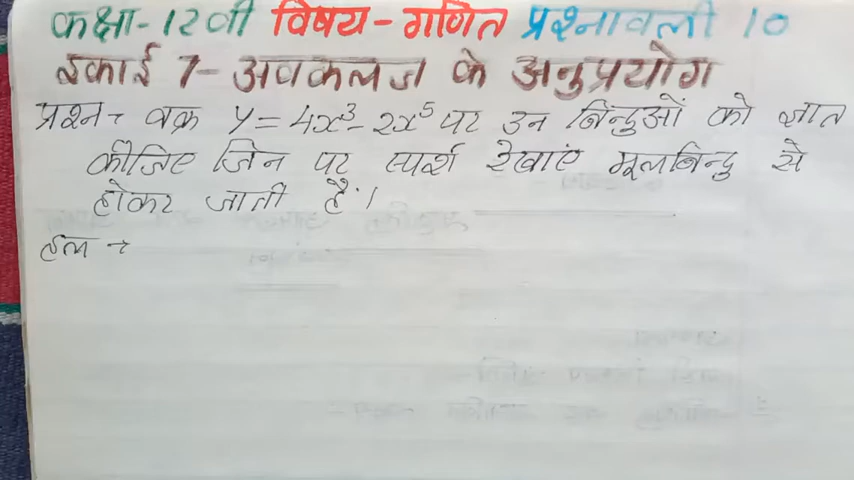 कक्षा-12वीं विषय-गणित प्रश्नावली 10
इकाई 7-अवकलज के अनुप्रयोग
प्रश्न→ वक्र y=4x³-2x⁵ पर उन बिंन्दुओं को ज्ञात
कीजिए जिन पर स्पर्श रेखाएं मूलबिन्दु से
होकर जाती हैं।
हल →